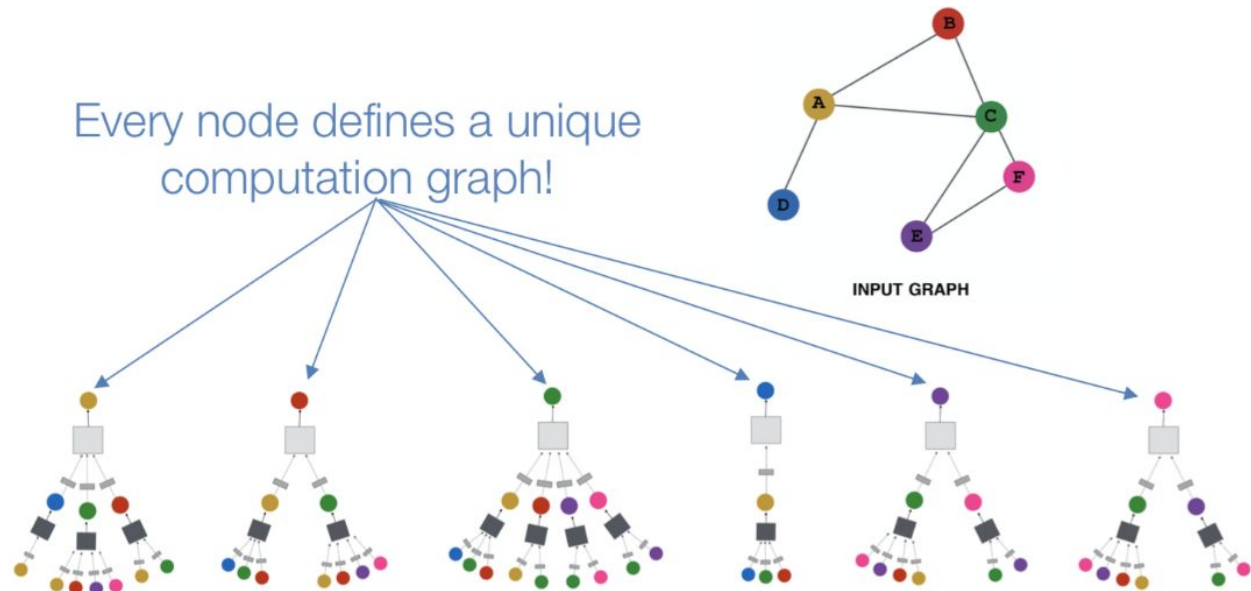 Every node defines a unique
computation graph!
B
A
C
F
D
E
INPUT GRAPH